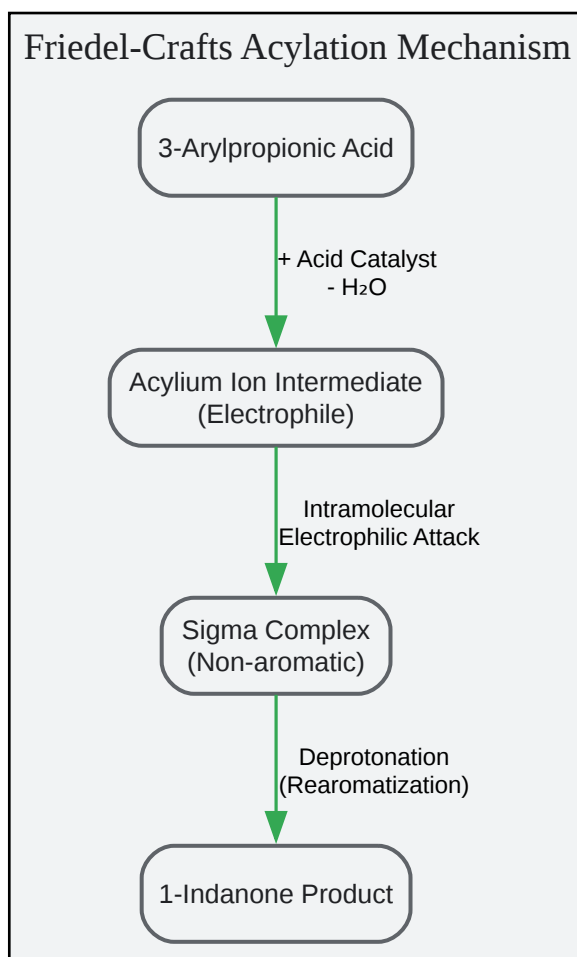 Friedel-Crafts Acylation Mechanism
3-Arylpropionic Acid
+ Acid Catalyst
- H₂O
Acylium Ion Intermediate
(Electrophile)
Intramolecular
Electrophilic Attack
Sigma Complex
(Non-aromatic)
Deprotonation
(Rearomatization)
1-Indanone Product